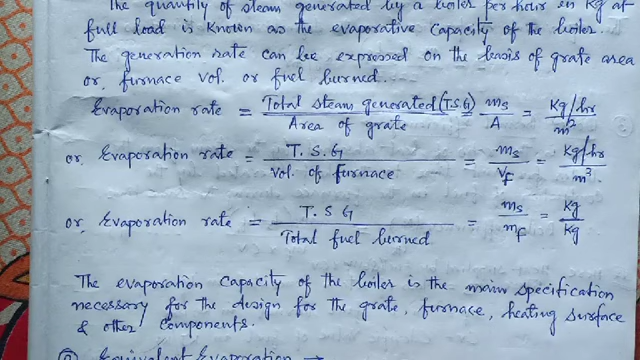 The quantity of steam generated by a boiler per hour in Kg at
full load is known as the evaporative capacity of the boiler.
The generation rate can be expressed on the basis of grate area
or, furnace vol. or fuel burned.
Evaporation rate = Total steam generated (T.S.G) / Area of grate = ms / A = Kg/hr / m²
or, Evaporation rate = T.S.G / Vol. of furnace = ms / VF = Kg/hr / m³.
or, Evaporation rate = T.S.G / Total fuel burned = ms / mF = Kg / Kg
The evaporation capacity of the boiler is the main specification
necessary for the design for the grate, furnace, heating surface
& other components.
Equivalent Evaporation →